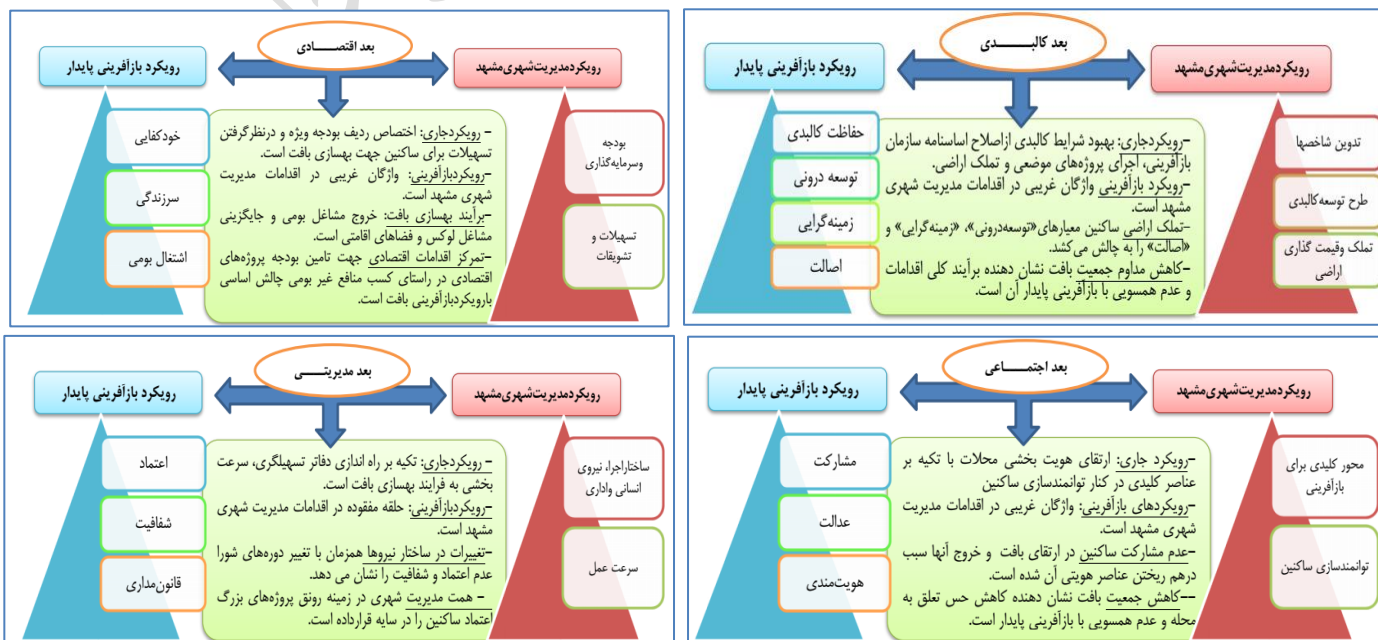 بعد کالبـــــــدی
رویکردمدیریت‌شهری‌مشهد
رویکرد بازآفرینی پایدار
تدوین شاخصها
طرح توسعه‌کالبدی
تملک وقیمت گذاری
اراضی
– رویکردجاری: بهبود شرایط کالبدی ازاصلاح اساسنامه سازمان
بازآفرینی، اجرای پروژه‌های موضعی و تملک اراضی.
–رویکرد بازآفرینی واژگان غریبی در اقدامات مدیریت شهری
مشهد است.
–تملک اراضی ساکنین معیارهای«توسعه‌درونی»، «زمینه‌گرایی» و
«اصالت» را به چالش می‌کشد.
–کاهش مداوم جمعیت بافت نشان دهنده برآیند کلی اقدامات
و عدم همسویی با بازآفرینی پایدار آن است.
حفاظت کالبدی
توسعه درونی
زمینه‌گرایی
اصالت
بعد اقتصـــــادی
رویکردمدیریت‌شهری‌مشهد
رویکرد بازآفرینی پایدار
بودجه
وسرمایه‌گذاری
تسهیلات و
تشویقات
– رویکردجاری: اختصاص ردیف بودجه ویژه و درنظرگرفتن
تسهیلات برای ساکنین جهت بهسازی بافت است.
–رویکردبازآفرینی: واژگان غریبی در اقدامات مدیریت
شهری مشهد است.
–برآیند بهسازی بافت: خروج مشاغل بومی و جایگزینی
مشاغل لوکس و فضاهای اقامتی است.
–تمرکز اقدامات اقتصادی جهت تامین بودجه پروژه‌های
اقتصادی در راستای کسب منافع غیر بومی چالش اساسی
بارویکردبازآفرینی بافت است.
خودکفایی
سرزندگی
اشتغال بومی
بعد اجتمـــــاعی
رویکردمدیریت‌شهری‌مشهد
رویکرد بازآفرینی پایدار
محور کلیدی برای
بازآفرینی
توانمندسازی ساکنین
–رویکرد جاری: ارتقای هویت بخشی محلات با تکیه بر
عناصر کلیدی در کنار توانمندسازی ساکنین
–رویکردهای بازآفرینی: واژگان غریبی در اقدامات مدیریت
شهری مشهد است.
–عدم مشارکت ساکنین در ارتقای بافت و خروج آنها سبب
درهم ریختن عناصر هویتی آن شده است.
––کاهش جمعیت بافت نشان دهنده کاهش حس تعلق به
محله و عدم همسویی با بازآفرینی پایدار است.
مشارکت
عدالت
هویت‌مندی
بعد مدیریتــــی
رویکردمدیریت‌شهری‌مشهد
رویکرد بازآفرینی پایدار
ساختاراجرا، نیروی
انسانی واداری
سرعت عمل
– رویکردجاری: تکیه بر راه اندازی دفاتر تسهیلگری، سرعت
بخشی به فرایند بهسازی بافت است.
–رویکردبازآفرینی: حلقه مفقوده در اقدامات مدیریت شهری
مشهد است.
–تغییرات در ساختار نیروها همزمان با تغییر دوره‌های شورا
عدم اعتماد و شفافیت را نشان می دهد.
– همت مدیریت شهری در زمینه رونق پروژه‌های بزرگ
اعتماد ساکنین را در سایه قرارداده است.
اعتماد
شفافیت
قانون‌مداری